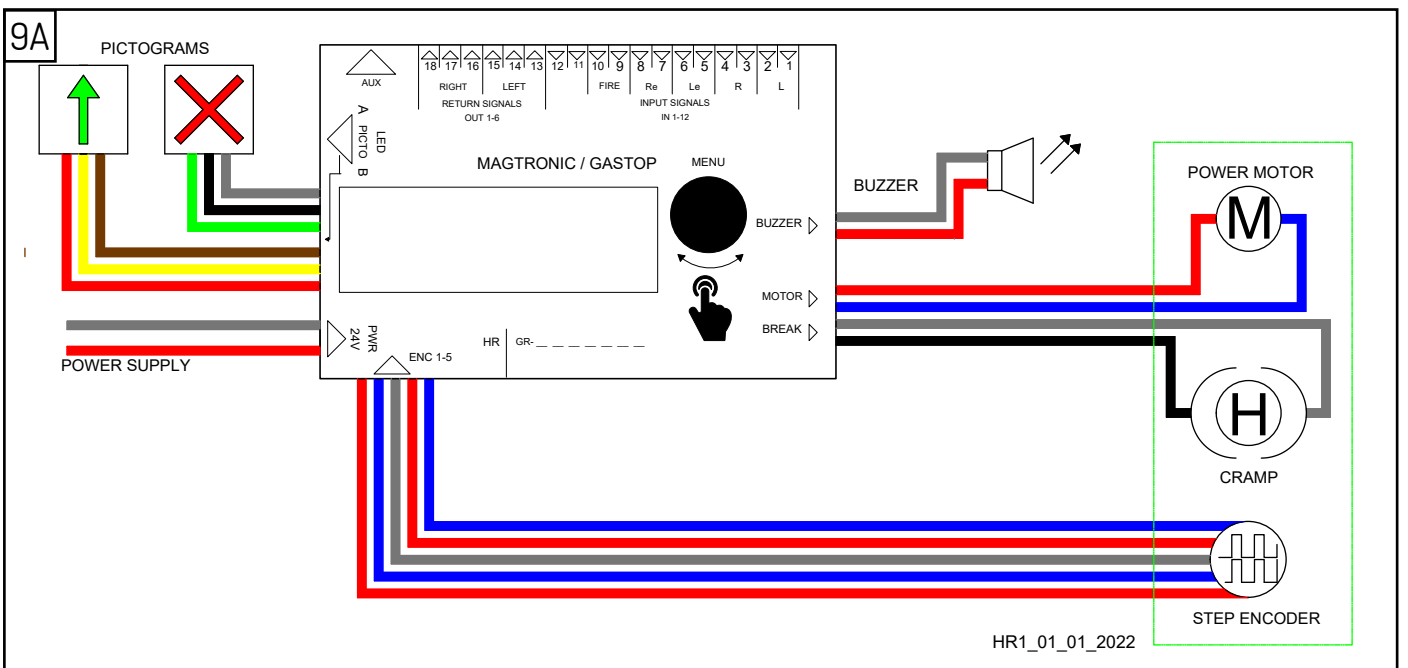 9A
PICTOGRAMS
AUX
18 17 16 15 14 13 12 11 10 9 8 7 6 5 4 3 2 1
RIGHT LEFT FIRE Re Le R L
RETURN SIGNALS INPUT SIGNALS
OUT 1-6 IN 1-12
A PICTO B
LED
MAGTRONIC / GASTOP
MENU
BUZZER
BUZZER
POWER MOTOR
M
MOTOR
BREAK
PWR
24V
HR GR- _ _ _ _ _ _ _
ENC 1-5
POWER SUPPLY
H
CRAMP
STEP ENCODER
HR1_01_01_2022